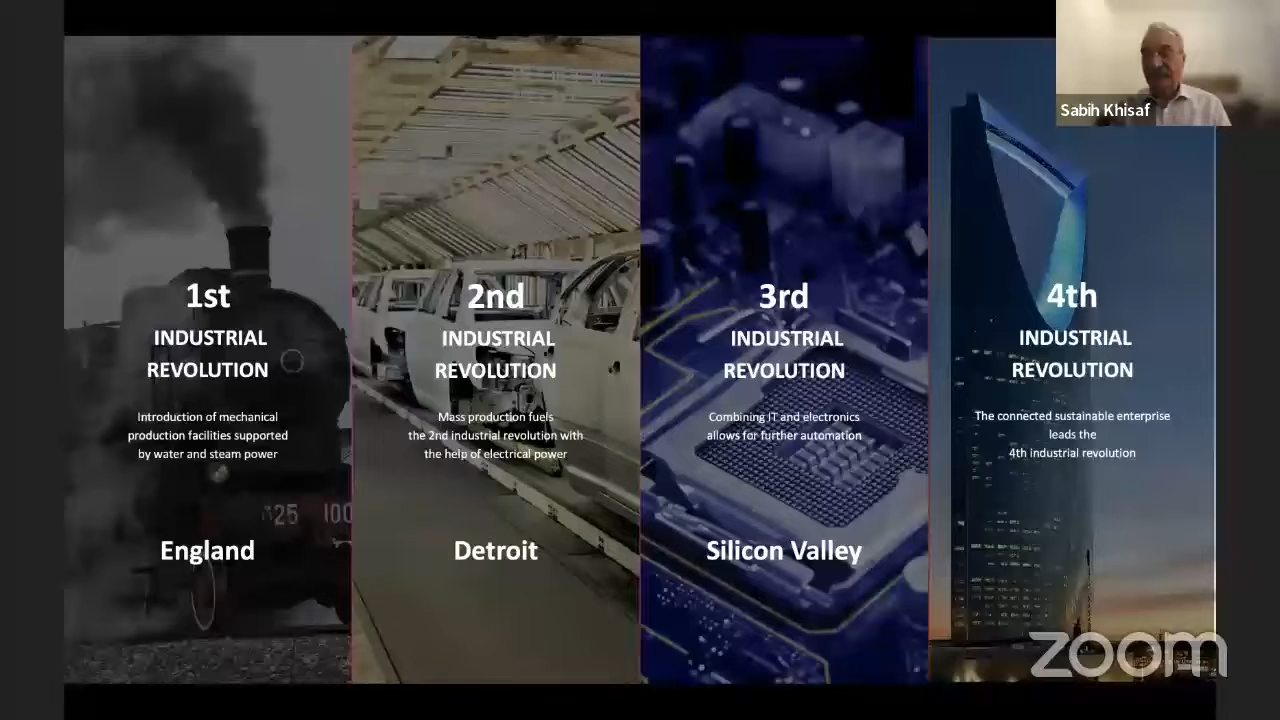 Sabih Khisaf
1st
INDUSTRIAL
REVOLUTION
Introduction of mechanical
production facilities supported
by water and steam power
England
2nd
INDUSTRIAL
REVOLUTION
Mass production fuels
the 2nd industrial revolution with
the help of electrical power
Detroit
3rd
INDUSTRIAL
REVOLUTION
Combining IT and electronics
allows for further automation
Silicon Valley
4th
INDUSTRIAL
REVOLUTION
The connected sustainable enterprise
leads the
4th industrial revolution
zoom